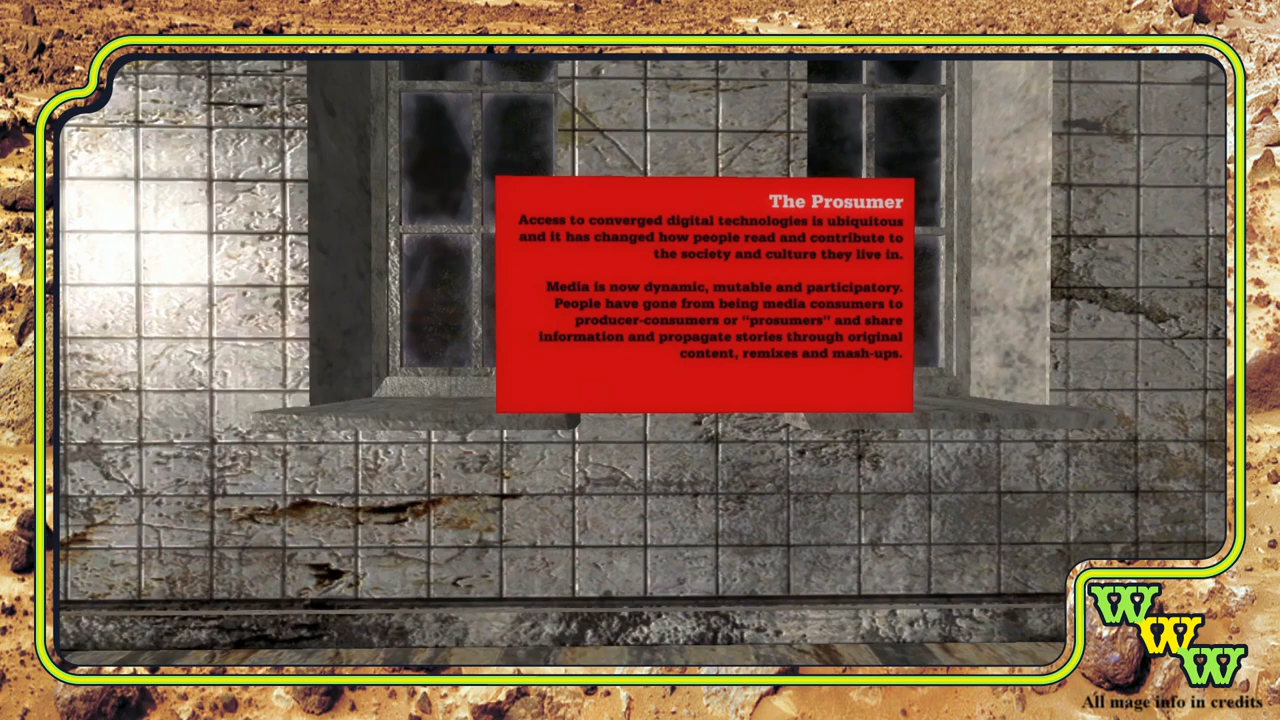 The Prosumer
Access to converged digital technologies is ubiquitous
and it has changed how people read and contribute to
the society and culture they live in.
Media is now dynamic, mutable and participatory.
People have gone from being media consumers to
producer-consumers or “prosumers” and share
information and propagate stories through original
content, remixes and mash-ups.
W
W
W
All mage info in credits